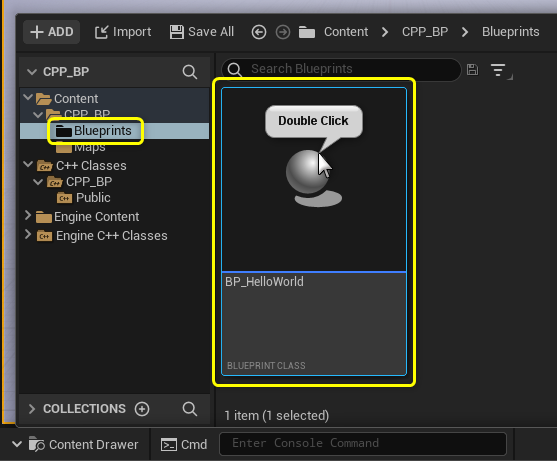 + ADD Import Save All Content > CPP_BP > Blueprints
CPP_BP
Search Blueprints
Content
CPP_BP
Blueprints
Maps
C++ Classes
CPP_BP
C++ Public
Engine Content
C++ Engine C++ Classes
COLLECTIONS
Double Click
BP_HelloWorld
BLUEPRINT CLASS
1 item (1 selected)
Content Drawer Cmd Enter Console Command